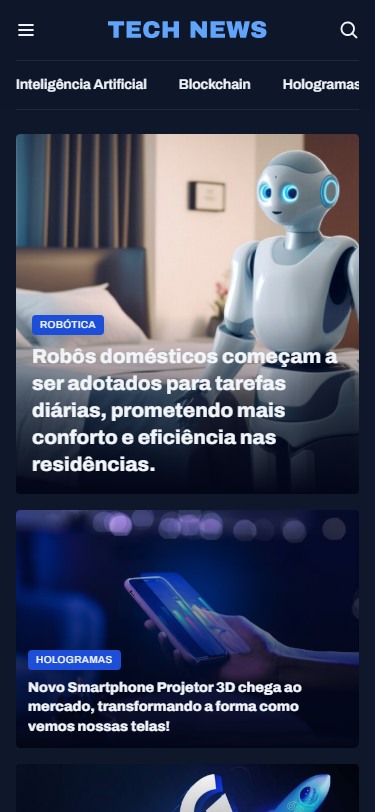 TECH NEWS
Inteligência Artificial Blockchain Hologramas
ROBÓTICA
Robôs domésticos começam a
ser adotados para tarefas
diárias, prometendo mais
conforto e eficiência nas
residências.
HOLOGRAMAS
Novo Smartphone Projetor 3D chega ao
mercado, transformando a forma como
vemos nossas telas!